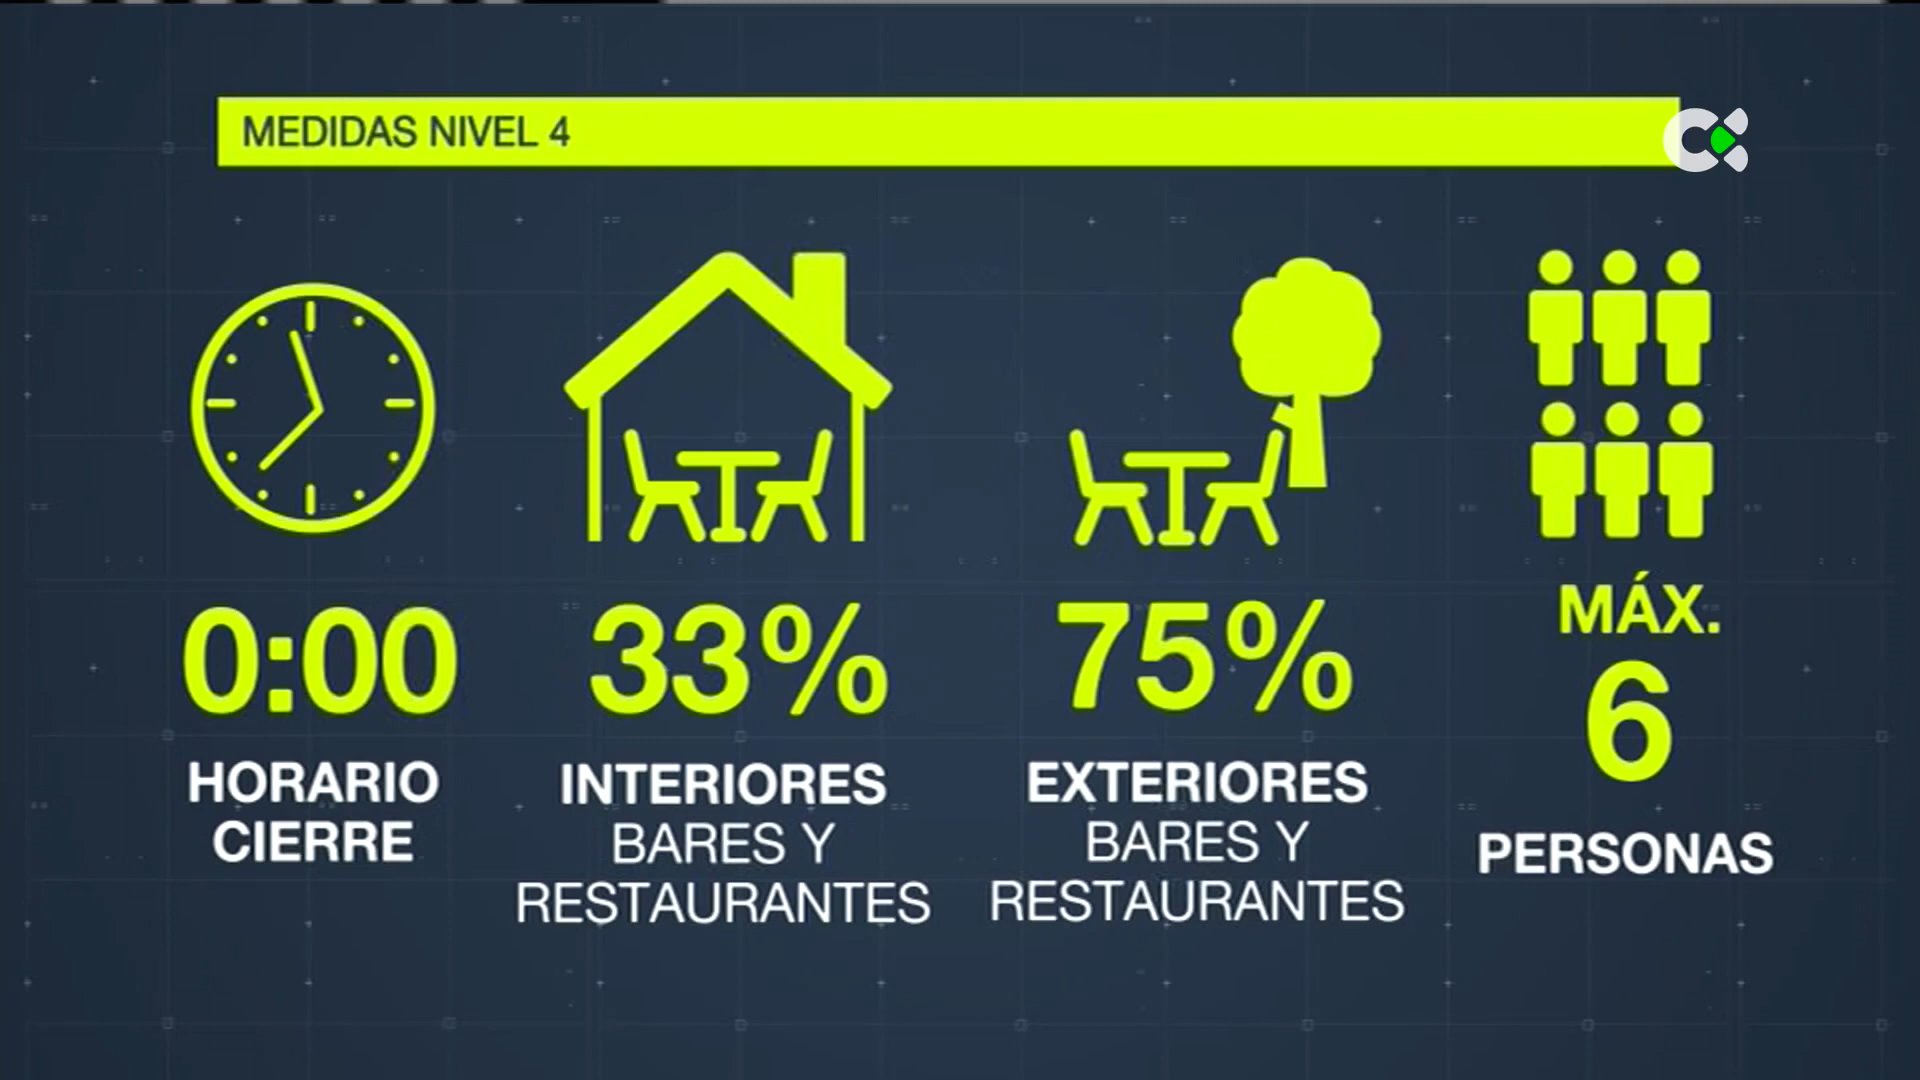 MEDIDAS NIVEL 4
0:00
HORARIO
CIERRE
33%
INTERIORES
BARES Y
RESTAURANTES
75%
EXTERIORES
BARES Y
RESTAURANTES
MÁX.
6
PERSONAS